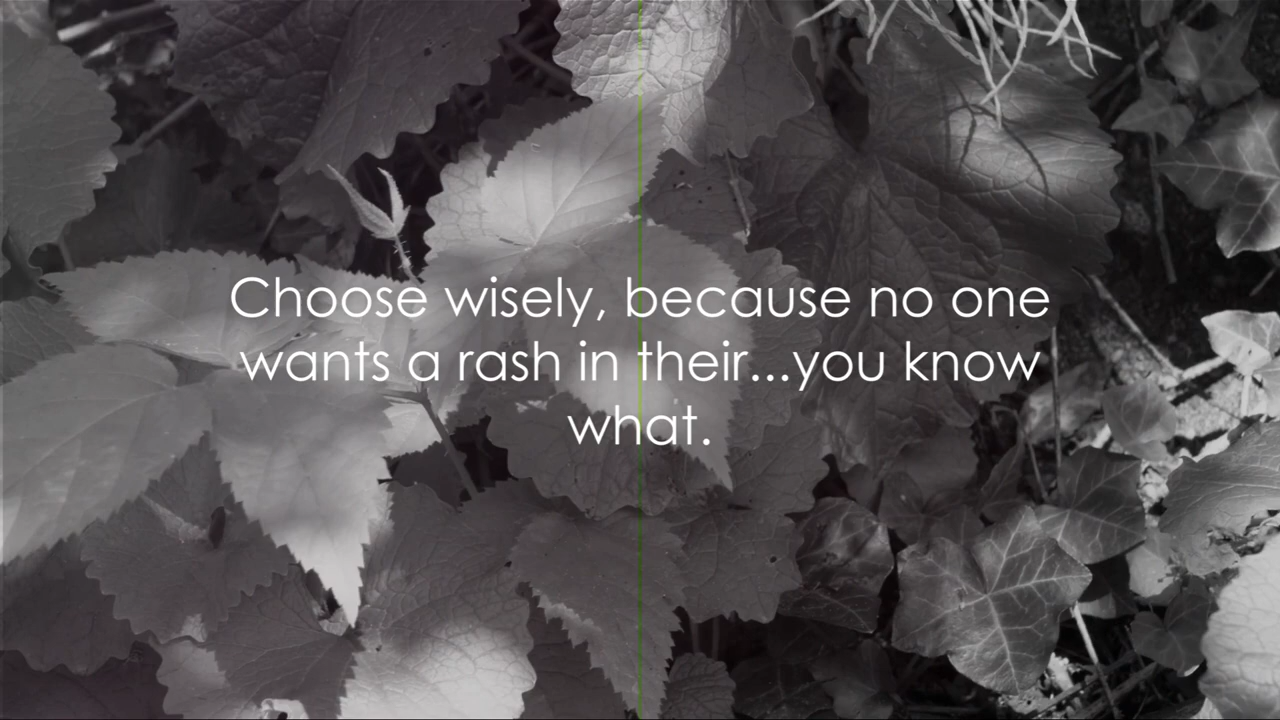 Choose wisely, because no one
wants a rash in their...you know
what.